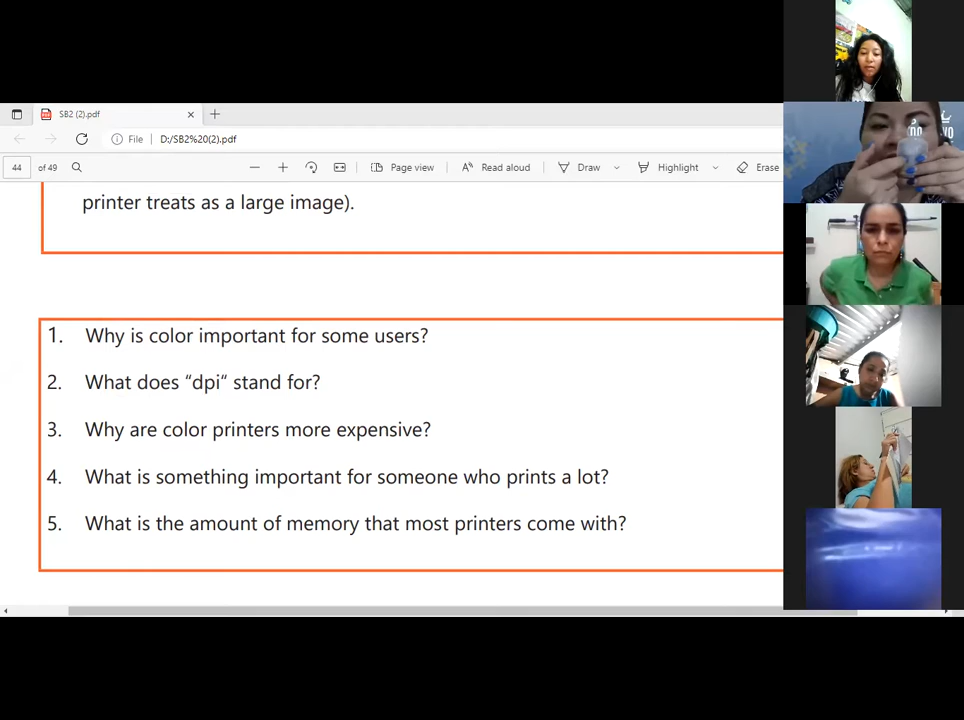 SB2 (2).pdf
File
D:/SB2%20(2).pdf
44 of 49
Page view
Read aloud
Draw
Highlight
Erase
printer treats as a large image).
1. Why is color important for some users?
2. What does “dpi“ stand for?
3. Why are color printers more expensive?
4. What is something important for someone who prints a lot?
5. What is the amount of memory that most printers come with?